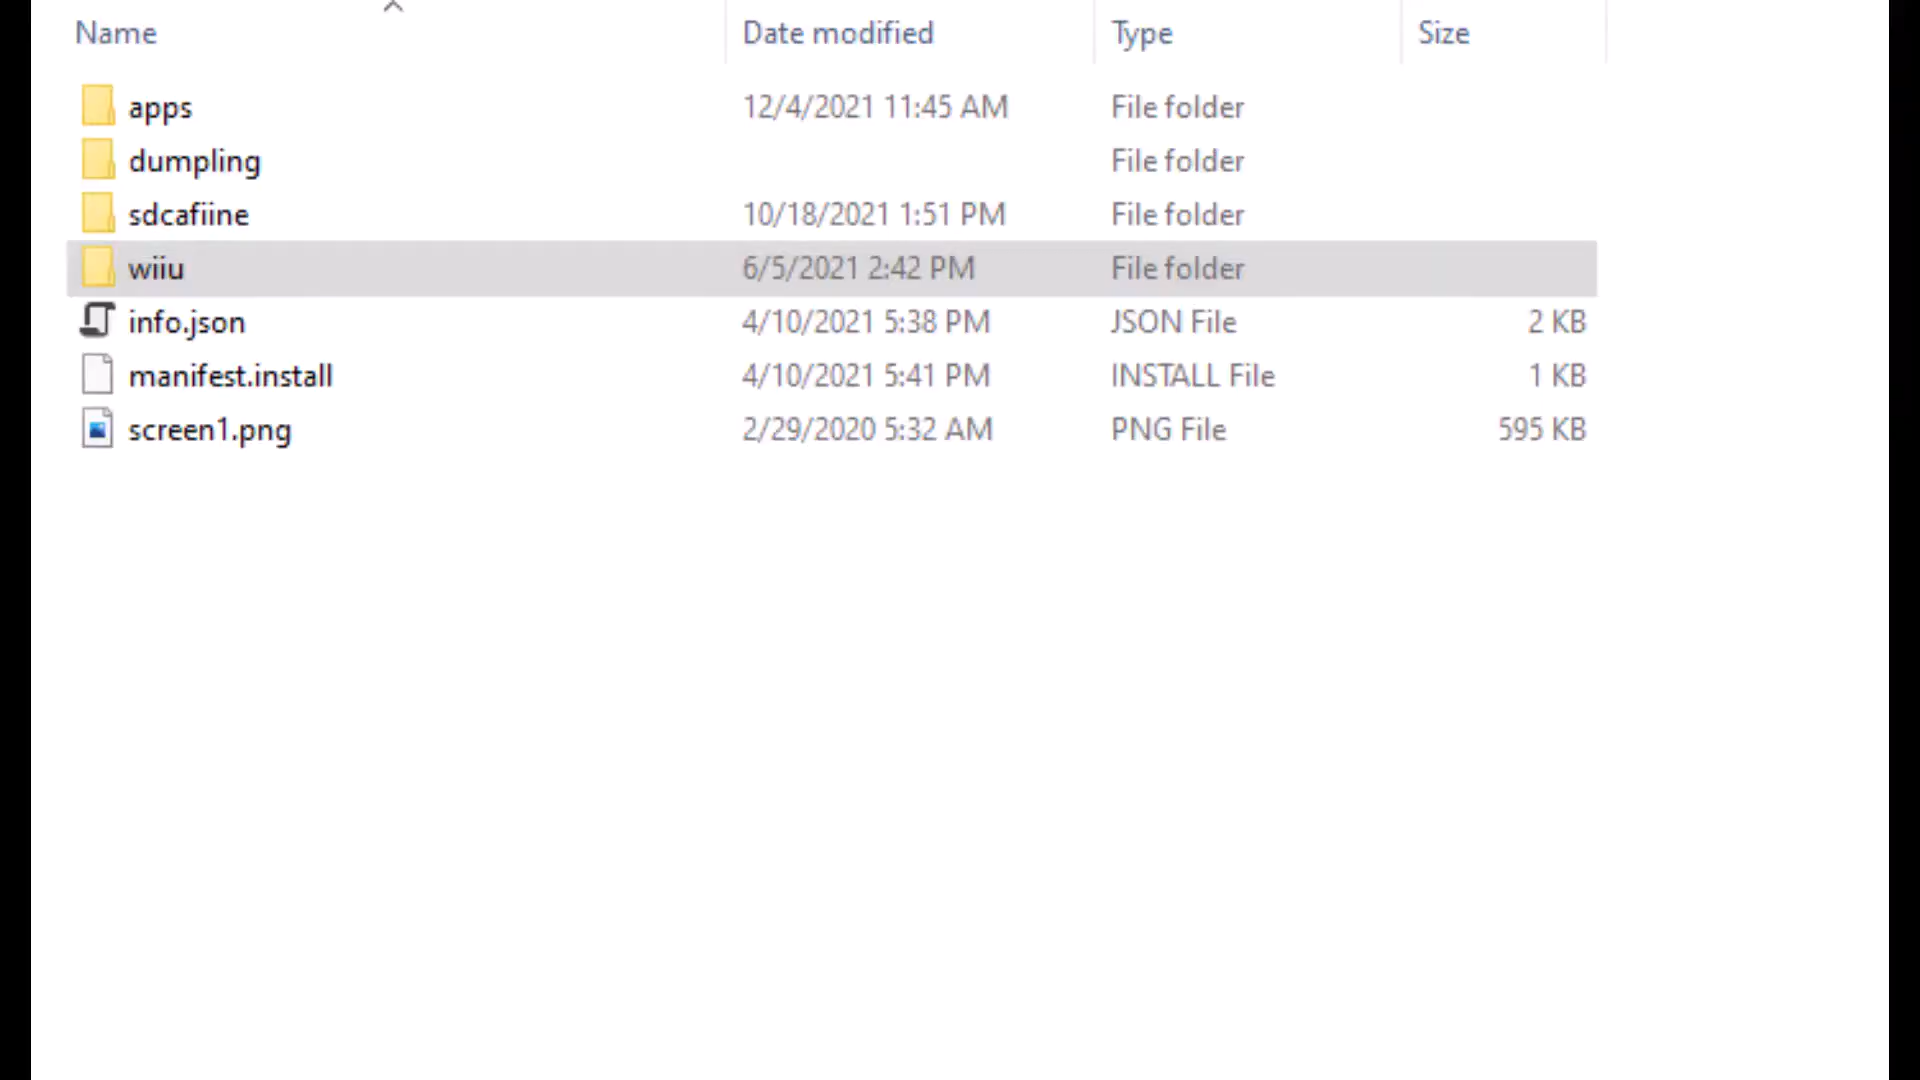 Name Date modified Type Size
apps 12/4/2021 11:45 AM File folder
dumpling File folder
sdcafiine 10/18/2021 1:51 PM File folder
wiiu 6/5/2021 2:42 PM File folder
info.json 4/10/2021 5:38 PM JSON File 2 KB
manifest.install 4/10/2021 5:41 PM INSTALL File 1 KB
screen1.png 2/29/2020 5:32 AM PNG File 595 KB